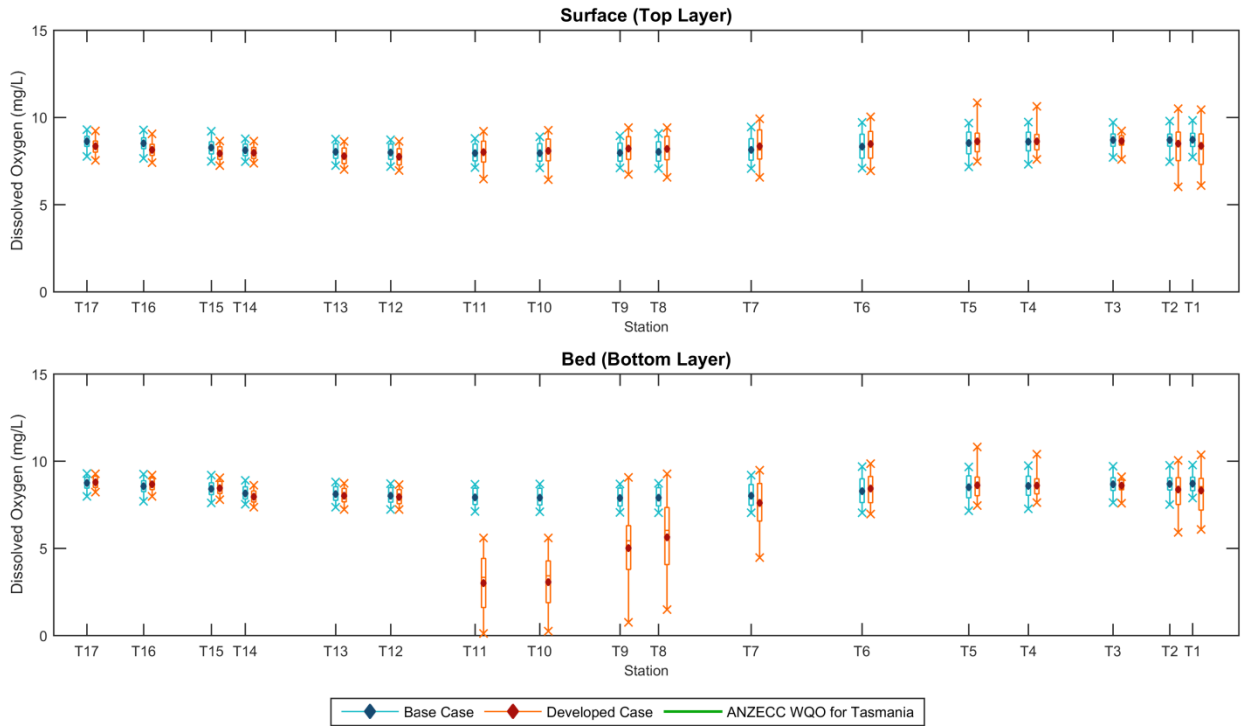 Surface (Top Layer)
15
10
5
0
Dissolved Oxygen (mg/L)
T17 T16 T15 T14 T13 T12 T11 T10 T9 T8 T7 T6 T5 T4 T3 T2 T1
Station
Bed (Bottom Layer)
15
10
5
0
Dissolved Oxygen (mg/L)
T17 T16 T15 T14 T13 T12 T11 T10 T9 T8 T7 T6 T5 T4 T3 T2 T1
Station
Base Case Developed Case ANZECC WQO for Tasmania